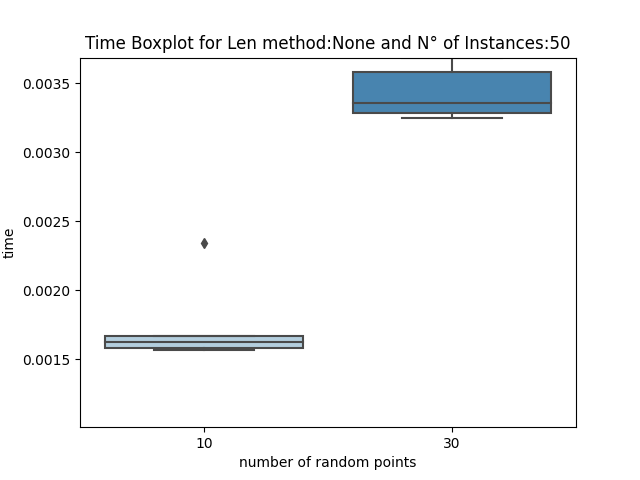 Time Boxplot for Len method:None and N° of Instances:50
0.0035
0.0030
0.0025
0.0020
0.0015
time
10
30
number of random points